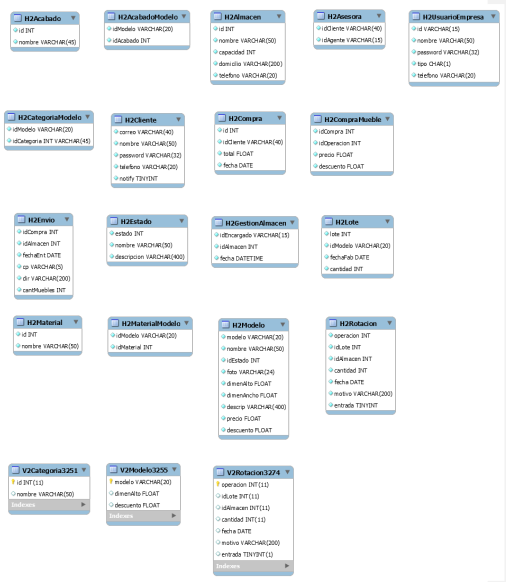 H2Acabado
id INT
nombre VARCHAR(45)
H2AcabadoModelo
idModelo VARCHAR(20)
idAcabado INT
H2Almacen
id INT
nombre VARCHAR(50)
capacidad INT
domicilio VARCHAR(200)
telefono VARCHAR(20)
H2Asesora
idCliente VARCHAR(40)
idAgente VARCHAR(15)
H2UsuarioEmpresa
id VARCHAR(15)
nombre VARCHAR(50)
password VARCHAR(32)
tipo CHAR(1)
telefono VARCHAR(20)
H2CategoriaModelo
idModelo VARCHAR(20)
idCategoria INT VARCHAR(45)
H2Cliente
correo VARCHAR(40)
nombre VARCHAR(50)
password VARCHAR(32)
telefono VARCHAR(20)
notify TINYINT
H2Compra
id INT
idCliente VARCHAR(40)
total FLOAT
fecha DATE
H2CompraMueble
idCompra INT
idOperacion INT
precio FLOAT
descuento FLOAT
H2Envio
idCompra INT
idAlmacen INT
fechaEnt DATE
cp VARCHAR(5)
dir VARCHAR(200)
cantMuebles INT
H2Estado
estado INT
nombre VARCHAR(50)
descripcion VARCHAR(400)
H2GestionAlmacen
idEncargado VARCHAR(15)
idAlmacen INT
fecha DATETIME
H2Lote
lote INT
idModelo VARCHAR(20)
fechaFab DATE
cantidad INT
H2Material
id INT
nombre VARCHAR(50)
H2MaterialModelo
idModelo VARCHAR(20)
idMaterial INT
H2Modelo
modelo VARCHAR(20)
nombre VARCHAR(50)
idEstado INT
foto VARCHAR(24)
dimenAlto FLOAT
dimenAncho FLOAT
descrip VARCHAR(400)
precio FLOAT
descuento FLOAT
H2Rotacion
operacion INT
idLote INT
idAlmacen INT
cantidad INT
fecha DATE
motivo VARCHAR(200)
entrada TINYINT
V2Categoria3251
id INT(11)
nombre VARCHAR(50)
Indexes
V2Modelo3255
modelo VARCHAR(20)
dimenAlto FLOAT
descuento FLOAT
Indexes
V2Rotacion3274
operacion INT(11)
idLote INT(11)
idAlmacen INT(11)
cantidad INT(11)
fecha DATE
motivo VARCHAR(200)
entrada TINYINT(1)
Indexes